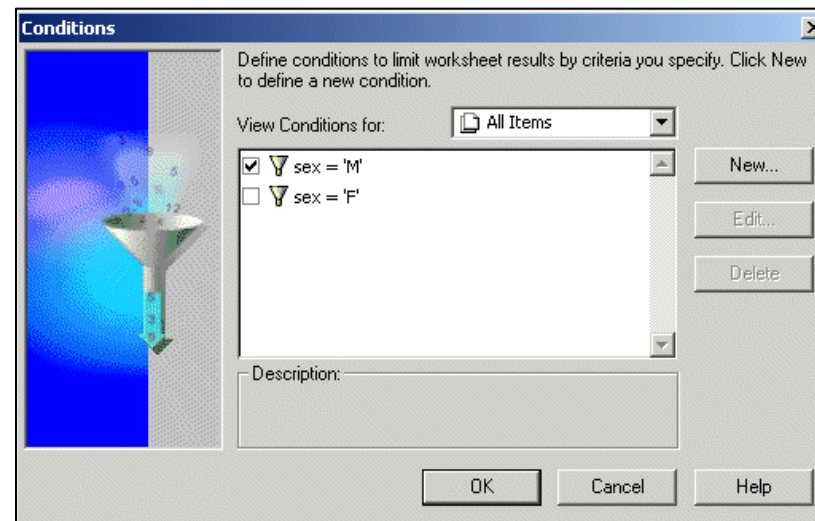 Conditions
Define conditions to limit worksheet results by criteria you specify. Click New
to define a new condition.
View Conditions for:
All Items
sex = 'M'
sex = 'F'
New...
Edit...
Delete
Description:
OK
Cancel
Help